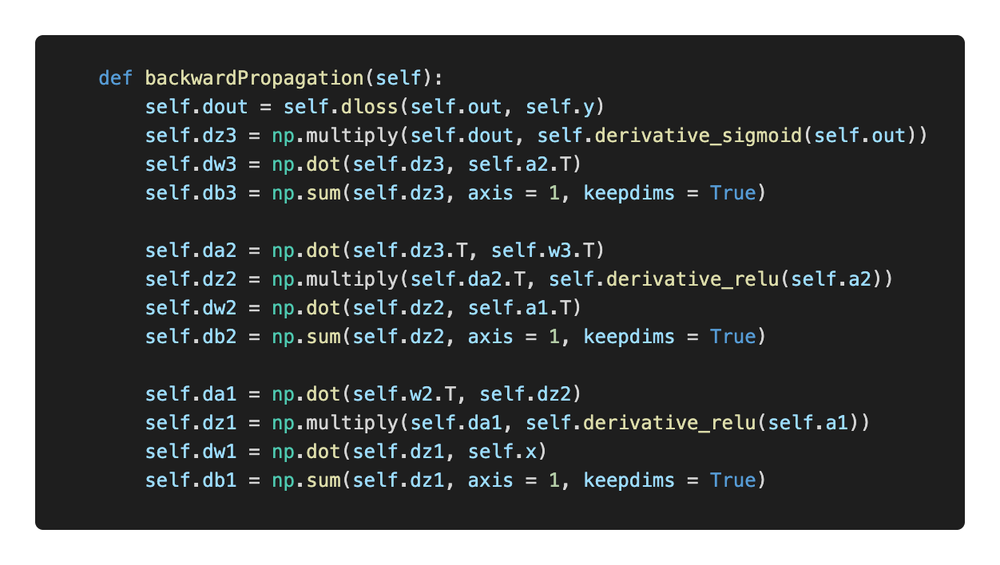 def backwardPropagation(self):
    self.dout = self.dloss(self.out, self.y)
    self.dz3 = np.multiply(self.dout, self.derivative_sigmoid(self.out))
    self.dw3 = np.dot(self.dz3, self.a2.T)
    self.db3 = np.sum(self.dz3, axis = 1, keepdims = True)

    self.da2 = np.dot(self.dz3.T, self.w3.T)
    self.dz2 = np.multiply(self.da2.T, self.derivative_relu(self.a2))
    self.dw2 = np.dot(self.dz2, self.a1.T)
    self.db2 = np.sum(self.dz2, axis = 1, keepdims = True)

    self.da1 = np.dot(self.w2.T, self.dz2)
    self.dz1 = np.multiply(self.da1, self.derivative_relu(self.a1))
    self.dw1 = np.dot(self.dz1, self.x)
    self.db1 = np.sum(self.dz1, axis = 1, keepdims = True)